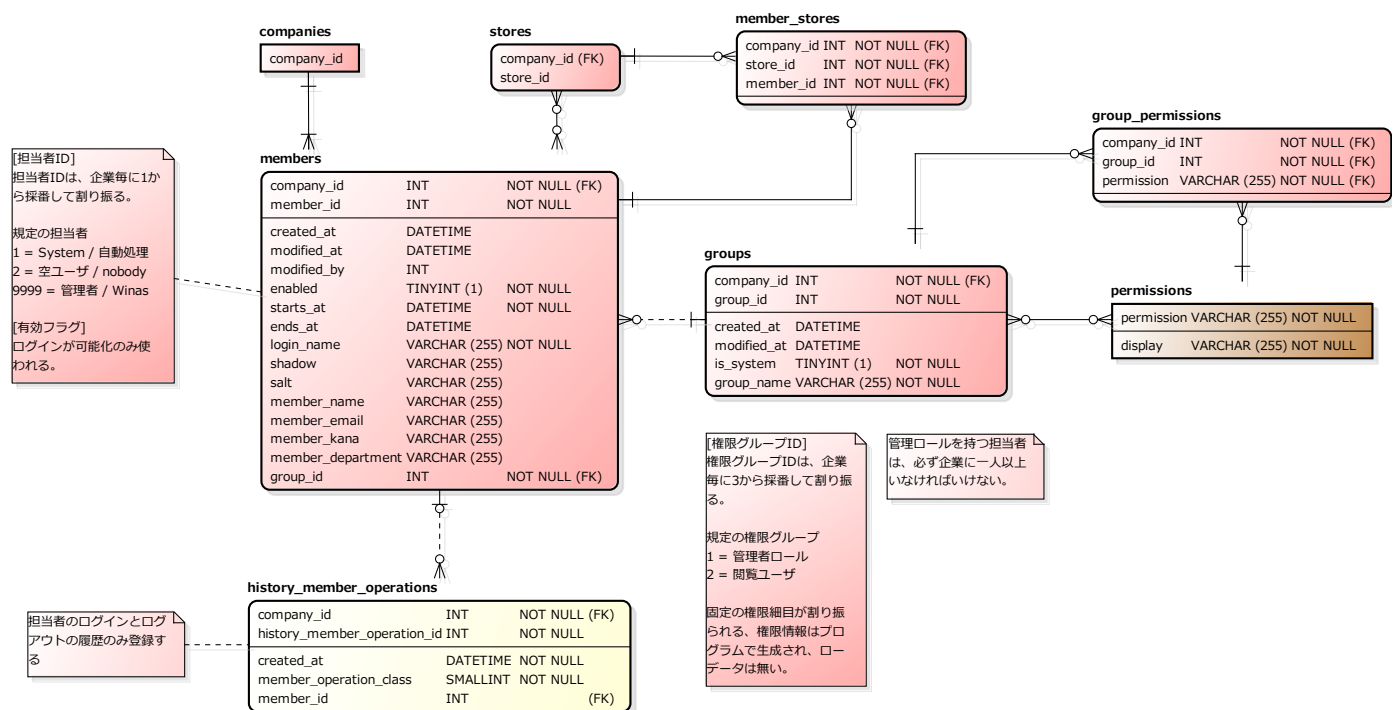 companies
company_id
stores
company_id (FK)
store_id
member_stores
company_id INT NOT NULL (FK)
store_id INT NOT NULL (FK)
member_id INT NOT NULL (FK)
group_permissions
company_id INT NOT NULL (FK)
group_id INT NOT NULL (FK)
permission VARCHAR (255) NOT NULL (FK)
[担当者ID]
担当者IDは、企業毎に1か
ら採番して割り振る。
規定の担当者
1 = System / 自動処理
2 = 空ユーザ / nobody
9999 = 管理者 / Winas
[有効フラグ]
ログインが可能化のみ使
われる。
members
company_id INT NOT NULL (FK)
member_id INT NOT NULL
created_at DATETIME
modified_at DATETIME
modified_by INT
enabled TINYINT (1) NOT NULL
starts_at DATETIME NOT NULL
ends_at DATETIME
login_name VARCHAR (255) NOT NULL
shadow VARCHAR (255)
salt VARCHAR (255)
member_name VARCHAR (255)
member_email VARCHAR (255)
member_kana VARCHAR (255)
member_department VARCHAR (255)
group_id INT NOT NULL (FK)
groups
company_id INT NOT NULL (FK)
group_id INT NOT NULL
created_at DATETIME
modified_at DATETIME
is_system TINYINT (1) NOT NULL
group_name VARCHAR (255) NOT NULL
permissions
permission VARCHAR (255) NOT NULL
display VARCHAR (255) NOT NULL
[権限グループID]
権限グループIDは、企業
毎に3から採番して割り振
る。
規定の権限グループ
1 = 管理者ロール
2 = 閲覧ユーザ
固定の権限細目が割り振
られる、権限情報はプロ
グラムで生成され、ロー
データは無い。
管理ロールを持つ担当者
は、必ず企業に一人以上
いなければいけない。
history_member_operations
company_id INT NOT NULL (FK)
history_member_operation_id INT NOT NULL
created_at DATETIME NOT NULL
member_operation_class SMALLINT NOT NULL
member_id INT (FK)
担当者のログインとログ
アウトの履歴のみ登録す
る